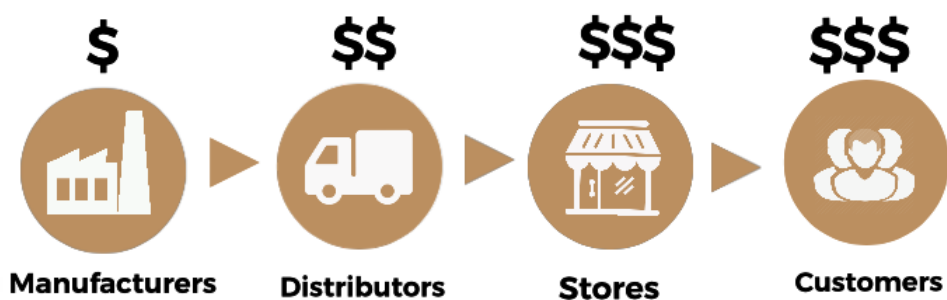 $ $$ $$$ $$$
Manufacturers Distributors Stores Customers